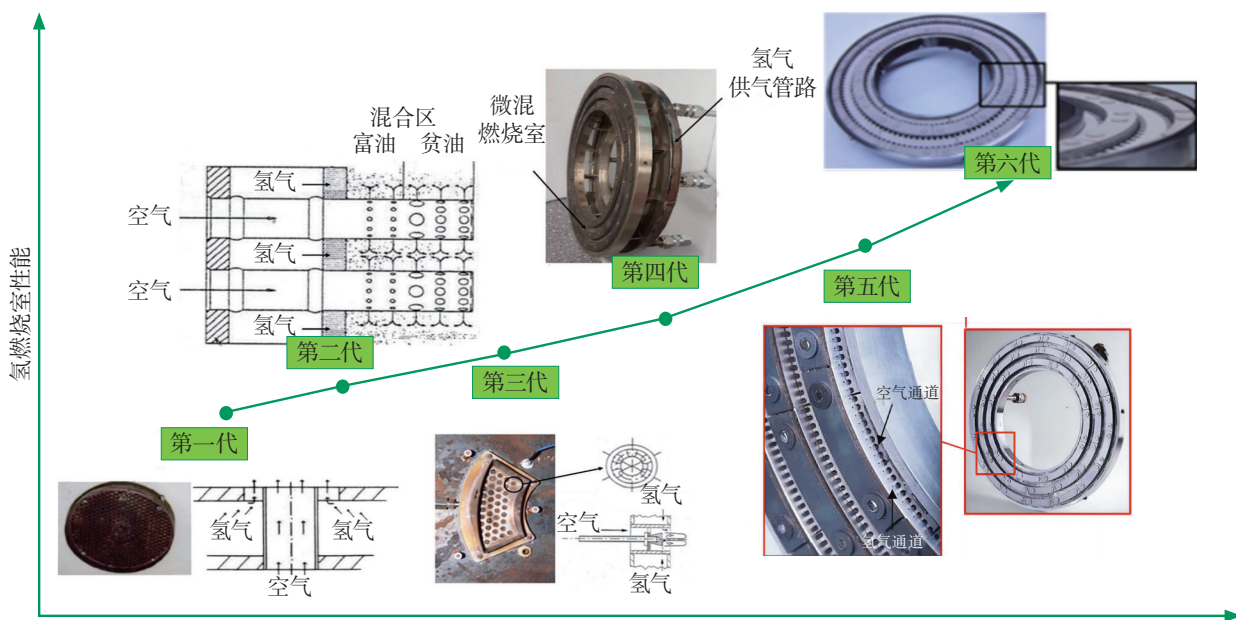 氢燃烧室性能
第一代
氢气
氢气
空气
空气
空气
氢气
氢气
氢气
混合区
富油
贫油
第二代
第三代
氢气
空气
氢气
微混
燃烧室
氢气
供气管路
第四代
第五代
空气通道
氢气通道
第六代